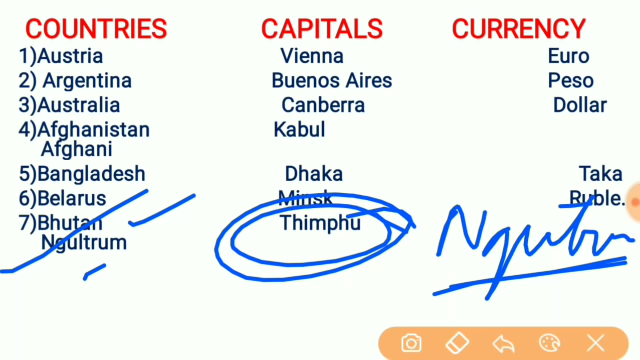 COUNTRIES CAPITALS CURRENCY
1)Austria Vienna Euro
2) Argentina Buenos Aires Peso
3)Australia Canberra Dollar
4)Afghanistan Kabul
Afghani
5)Bangladesh Dhaka Taka
6)Belarus Minsk Ruble.
7)Bhutan Thimphu
Ngultrum